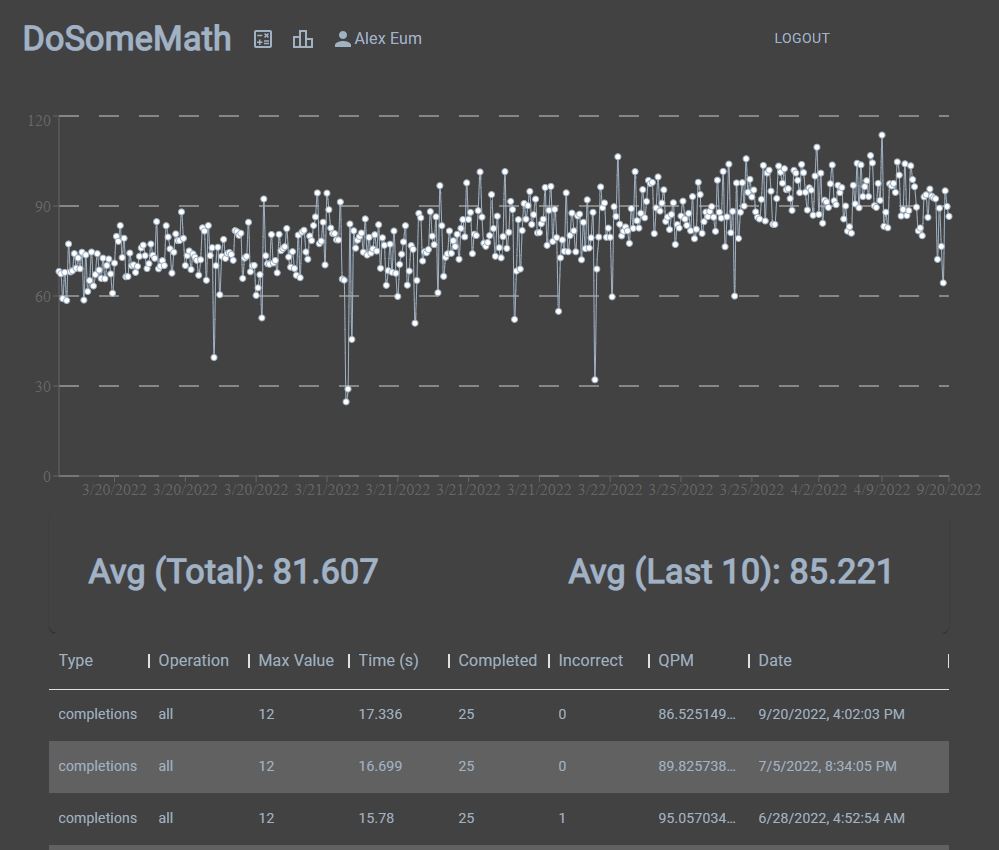 DoSomeMath Alex Eum LOGOUT
120
90
60
30
0
3/20/2022 3/20/2022 3/20/2022 3/21/2022 3/21/2022 3/21/2022 3/21/2022 3/22/2022 3/25/2022 3/25/2022 4/2/2022 4/9/2022 9/20/2022
Avg (Total): 81.607 Avg (Last 10): 85.221
Type Operation Max Value Time (s) Completed Incorrect QPM Date
completions all 12 17.336 25 0 86.525149... 9/20/2022, 4:02:03 PM
completions all 12 16.699 25 0 89.825738... 7/5/2022, 8:34:05 PM
completions all 12 15.78 25 1 95.057034... 6/28/2022, 4:52:54 AM